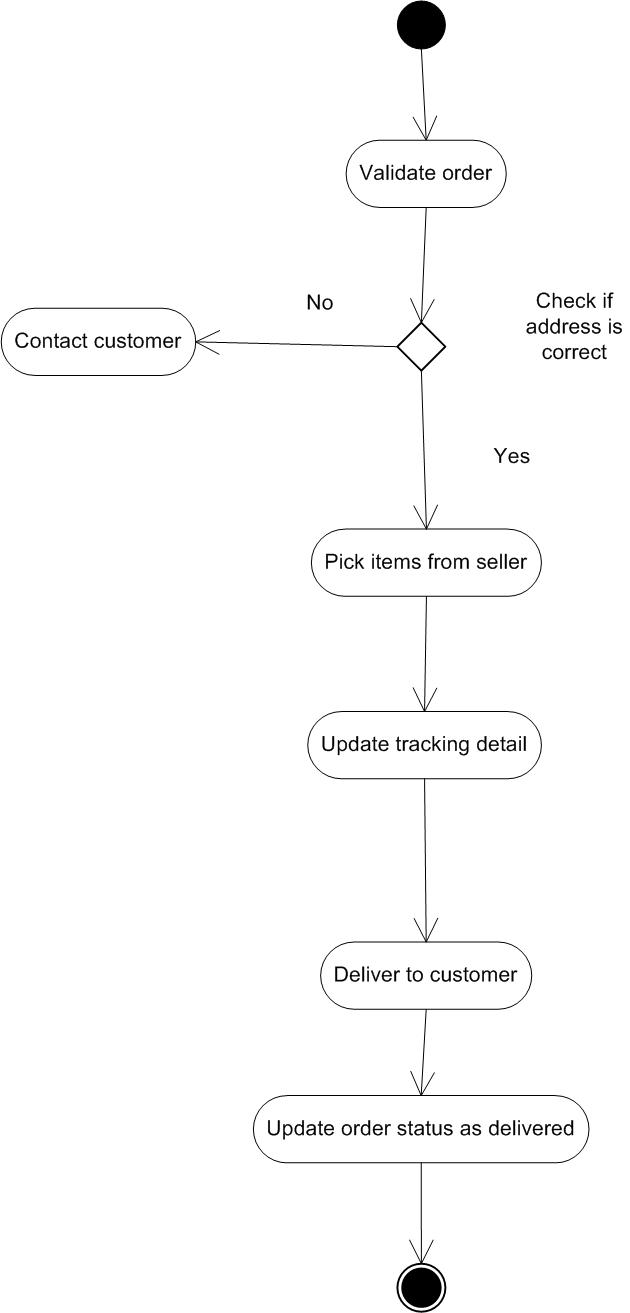 Validate order
No
Check if
address is
correct
Contact customer
Yes
Pick items from seller
Update tracking detail
Deliver to customer
Update order status as delivered